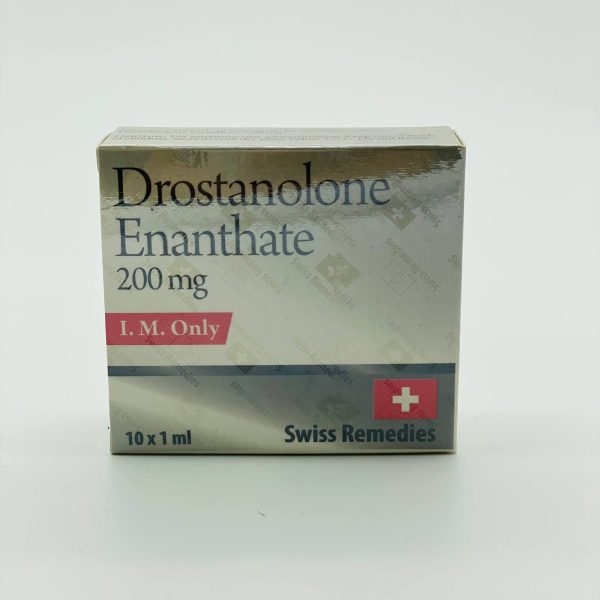 Drostanolone
Enanthate
200 mg
I. M. Only
10 x 1 ml
Swiss Remedies